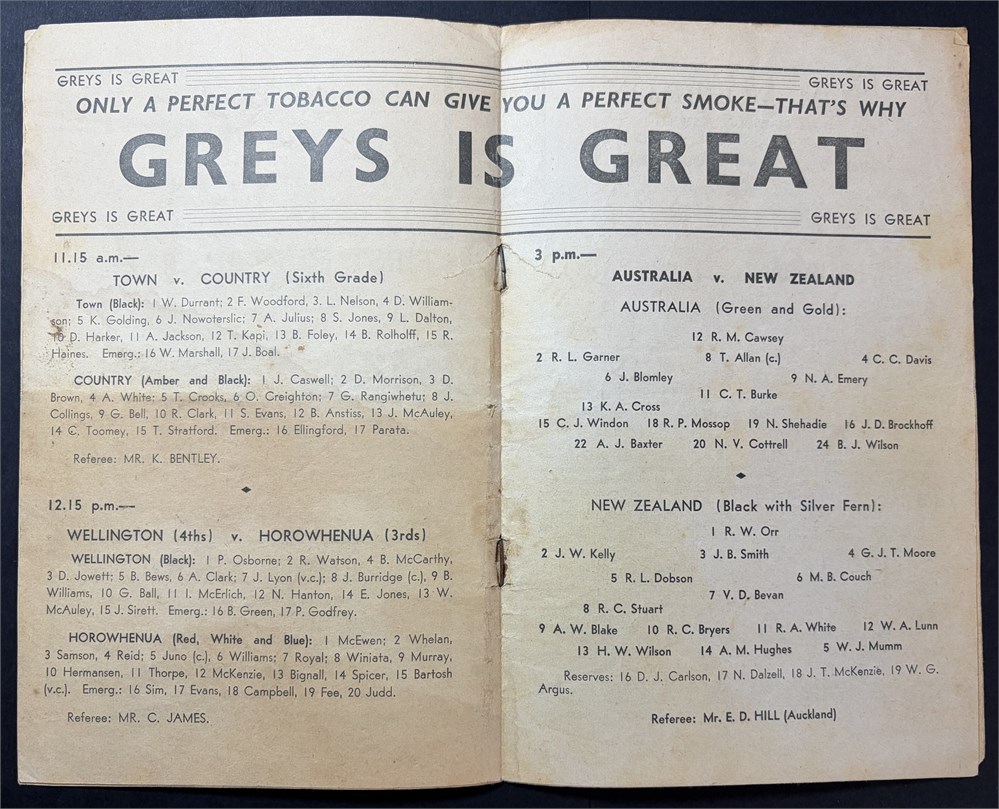 GREYS IS GREAT GREYS IS GREAT
ONLY A PERFECT TOBACCO CAN GIVE YOU A PERFECT SMOKE—THAT'S WHY
GREYS IS GREAT
GREYS IS GREAT GREYS IS GREAT
11.15 a.m.—
TOWN v. COUNTRY (Sixth Grade)
Town (Black): 1 W. Durrant; 2 F. Woodford, 3. L. Nelson, 4 D. William-
son; 5 K. Golding, 6 J. Nowoterslic; 7 A. Julius; 8 S. Jones, 9 L. Dalton,
10 D. Harker, 11 A. Jackson, 12 T. Kapi, 13 B. Foley, 14 B. Rolholff, 15 R.
Haines. Emerg.: 16 W. Marshall, 17 J. Boal.
COUNTRY (Amber and Black): 1 J. Caswell; 2 D. Morrison, 3 D.
Brown, 4 A. White; 5 T. Crooks, 6 O. Creighton; 7 G. Rangiwhetu; 8 J.
Collings, 9 G. Bell, 10 R. Clark, 11 S. Evans, 12 B. Anstiss, 13 J. McAuley,
14 C. Toomey, 15 T. Stratford. Emerg.: 16 Ellingford, 17 Parata.
Referee: MR. K. BENTLEY.
12.15 p.m.—
WELLINGTON (4ths) v. HOROWHENUA (3rds)
WELLINGTON (Black): 1 P. Osborne; 2 R. Watson, 4 B. McCarthy,
3 D. Jowett; 5 B. Bews, 6 A. Clark; 7 J. Lyon (v.c.); 8 J. Burridge (c.), 9 B.
Williams, 10 G. Ball, 11 I. McErlich, 12 N. Hanton, 14 E. Jones, 13 W.
McAuley, 15 J. Sirett. Emerg.: 16 B. Green, 17 P. Godfrey.
HOROWHENUA (Red, White and Blue): 1 McEwen; 2 Whelan,
3 Samson, 4 Reid; 5 Juno (c.), 6 Williams; 7 Royal; 8 Winiata, 9 Murray,
10 Hermansen, 11 Thorpe, 12 McKenzie, 13 Bignall, 14 Spicer, 15 Bartosh
(v.c.). Emerg.: 16 Sim, 17 Evans, 18 Campbell, 19 Fee, 20 Judd.
Referee: MR. C. JAMES.
3 p.m.—
AUSTRALIA v. NEW ZEALAND
AUSTRALIA (Green and Gold):
12 R. M. Cawsey
2 R. L. Garner 8 T. Allan (c.) 4 C. C. Davis
6 J. Blomley 9 N. A. Emery
11 C. T. Burke
13 K. A. Cross
15 C. J. Windon 18 R. P. Mossop 19 N. Shehadie 16 J. D. Brockhoff
22 A. J. Baxter 20 N. V. Cottrell 24 B. J. Wilson
NEW ZEALAND (Black with Silver Fern):
1 R. W. Orr
2 J. W. Kelly 3 J. B. Smith 4 G. J. T. Moore
5 R. L. Dobson 6 M. B. Couch
7 V. D. Bevan
8 R. C. Stuart
9 A. W. Blake 10 R. C. Bryers 11 R. A. White 12 W. A. Lunn
13 H. W. Wilson 14 A. M. Hughes 5 W. J. Mumm
Reserves: 16 D. J. Carlson, 17 N. Dalzell, 18 J. T. McKenzie, 19 W. G.
Argus.
Referee: Mr. E. D. HILL (Auckland)